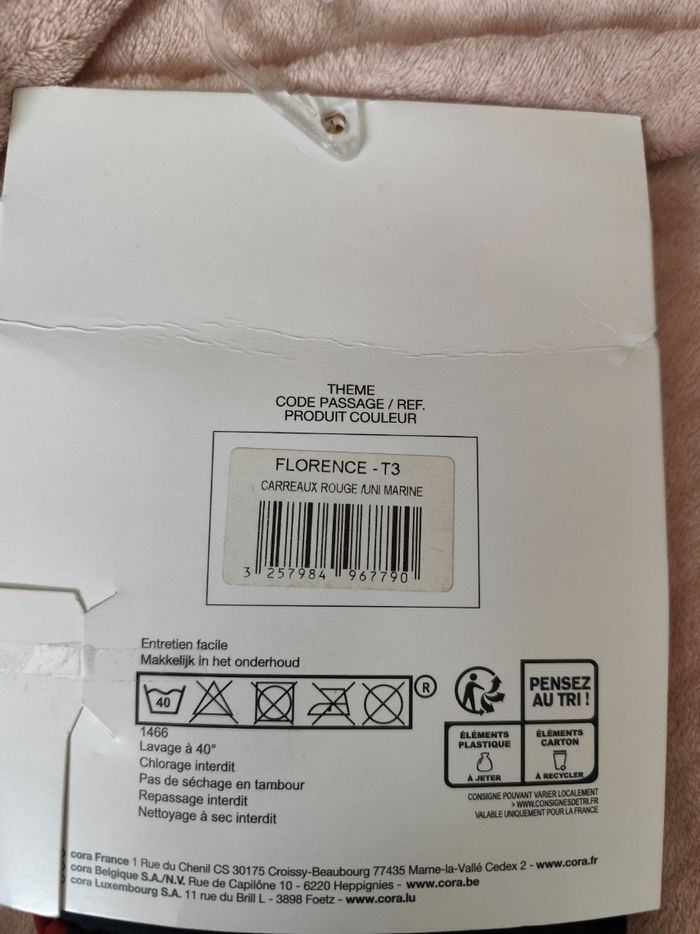 THEME
CODE PASSAGE / REF.
PRODUIT COULEUR
FLORENCE - T3
CARREAUX ROUGE /UNI MARINE
3 257984 967790
Entretien facile
Makkelijk in het onderhoud
40
®
1466
Lavage à 40°
Chlorage interdit
Pas de séchage en tambour
Repassage interdit
Nettoyage à sec interdit
PENSEZ
AU TRI !
ÉLÉMENTS
PLASTIQUE
À JETER
ÉLÉMENTS
CARTON
À RECYCLER
CONSIGNE POUVANT VARIER LOCALEMENT
> WWW.CONSIGNESDETRI.FR
VALABLE UNIQUEMENT POUR LA FRANCE
cora France 1 Rue du Chenil CS 30175 Croissy-Beaubourg 77435 Marne-la-Vallé Cedex 2 - www.cora.fr
cora Belgique S.A./N.V. Rue de Capilône 10 - 6220 Heppignies - www.cora.be
cora Luxembourg S.A. 11 rue du Brill L - 3898 Foetz - www.cora.lu